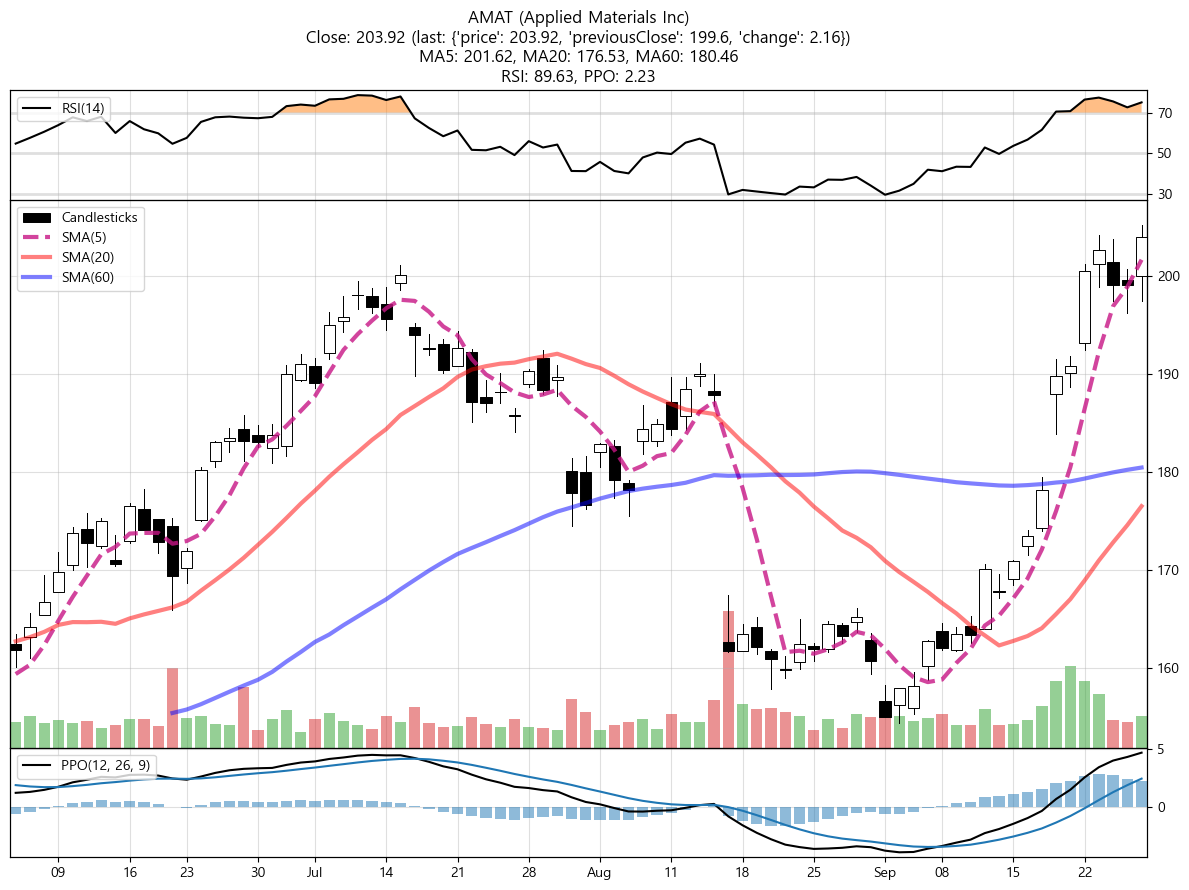 AMAT (Applied Materials Inc)
Close: 203.92 (last: {'price': 203.92, 'previousClose': 199.6, 'change': 2.16})
MA5: 201.62, MA20: 176.53, MA60: 180.46
RSI: 89.63, PPO: 2.23
RSI(14)
70
50
30
Candlesticks
SMA(5)
SMA(20)
SMA(60)
200
190
180
170
160
PPO(12, 26, 9)
5
0
09 16 23 30 Jul 14 21 28 Aug 11 18 25 Sep 08 15 22